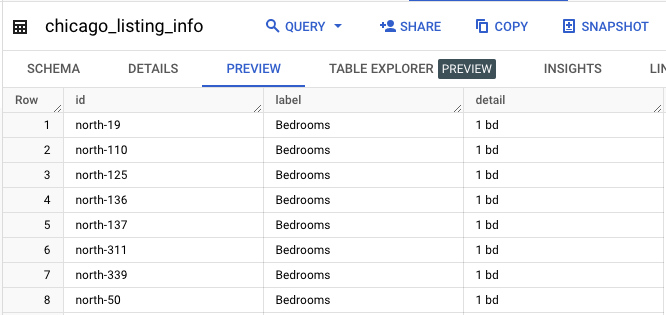 chicago_listing_info QUERY SHARE COPY SNAPSHOT
SCHEMA DETAILS PREVIEW TABLE EXPLORER PREVIEW INSIGHTS LIN
Row id label detail
1 north-19 Bedrooms 1 bd
2 north-110 Bedrooms 1 bd
3 north-125 Bedrooms 1 bd
4 north-136 Bedrooms 1 bd
5 north-137 Bedrooms 1 bd
6 north-311 Bedrooms 1 bd
7 north-339 Bedrooms 1 bd
8 north-50 Bedrooms 1 bd